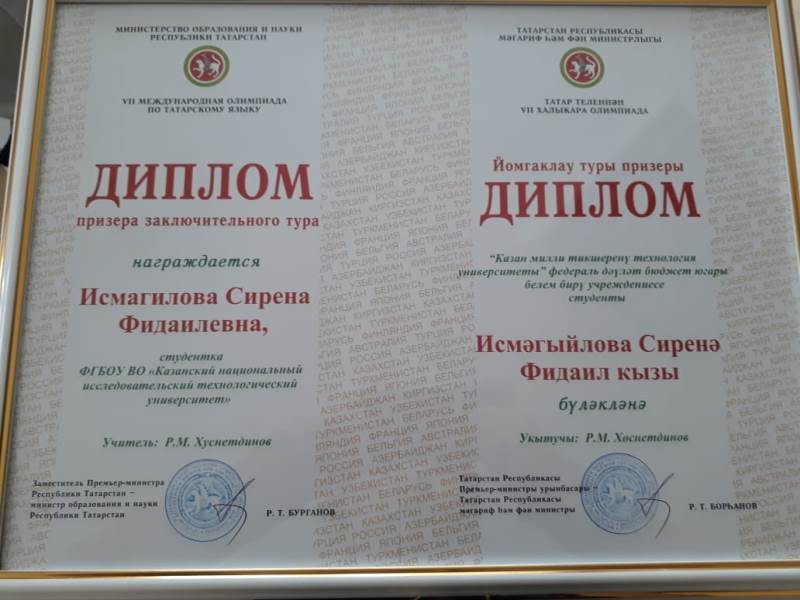 МИНИСТЕРСТВО ОБРАЗОВАНИЯ И НАУКИ
РЕСПУБЛИКИ ТАТАРСТАН
VII МЕЖДУНАРОДНАЯ ОЛИМПИАДА
ПО ТАТАРСКОМУ ЯЗЫКУ
ДИПЛОМ
призера заключительного тура
награждается
Исмагилова Сирена
Фидаилевна,
студентка
ФГБОУ ВО «Казанский национальный
исследовательский технологический
университет»
Учитель: Р.М. Хуснетдинов
Заместитель Премьер-министра
Республики Татарстан –
министр образования и науки
Республики Татарстан
Р. Т. БУРГАНОВ
ТАТАРСТАН РЕСПУБЛИКАСЫ
МӘГАРИФ ҺӘМ ФӘН МИНИСТРЛЫГЫ
ТАТАР ТЕЛЕННӘН
VII ХАЛЫКАРА ОЛИМПИАДА
Йомгаклау туры призеры
ДИПЛОМ
“Казан милли тикшеренү технология
университеты” федераль дәүләт бюджет югары
белем бирү учреждениесе
студенты
Исмәгыйлова Сиренә
Фидаил кызы
бүләкләнә
Укытучы: Р.М. Хөснетдинов
Татарстан Республикасы
Премьер-министры урынбасары –
Татарстан Республикасы
мәгариф һәм фән министры
Р. Т. БОРҺАНОВ